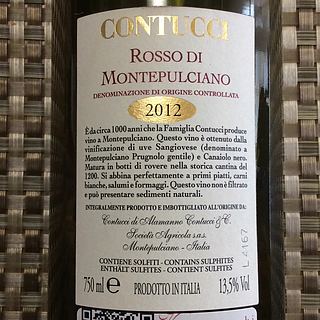 CONTUCCI
ROSSO DI
MONTEPULCIANO
DENOMINAZIONE DI ORIGINE CONTROLLATA
2012
È da circa 1000 anni che la Famiglia Contucci produce
vino a Montepulciano. Questo vino è ottenuto dalla
vinificazione di uve Sangiovese (denominato a
Montepulciano Prugnolo gentile) e Canaiolo nero.
Matura in botti di rovere nella storica cantina del
1200. Si abbina perfettamente a primi piatti, carni
bianche, salumi e formaggi. Questo vino non è filtrato
e può presentare sedimenti naturali.
INTEGRALMENTE PRODOTTO E IMBOTTIGLIATO ALL'ORIGINE DA:
Contucci di Alamanno Contucci & C.
Società Agricola s.s.
Montepulciano - Italia
CONTIENE SOLFITI - CONTAINS SULPHITES
ENTHÄLT SULFITES - CONTIENT SULFITES
750 ml e PRODOTTO IN ITALIA 13,5% Vol
L 4167